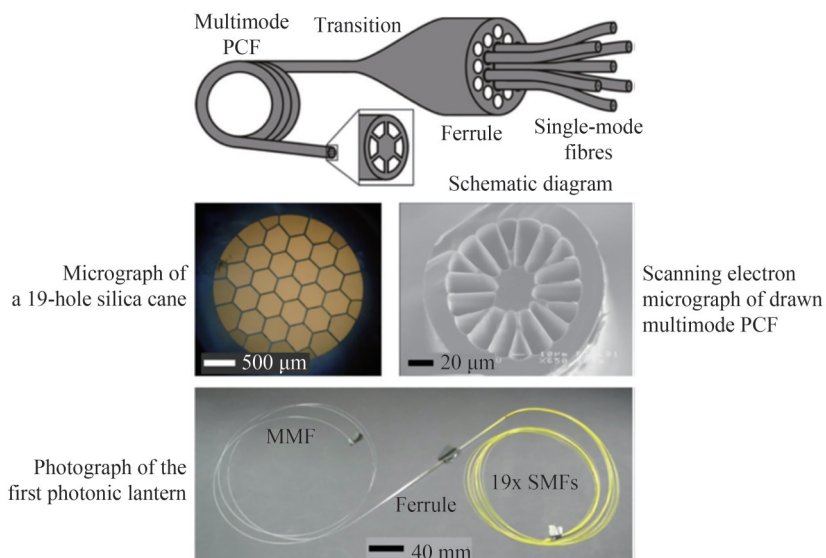 Multimode
PCF
Transition
Ferrule
Single-mode
fibres
Schematic diagram
Micrograph of
a 19-hole silica cane
500 μm
20 μm
Scanning electron
micrograph of drawn
multimode PCF
Photograph of the
first photonic lantern
MMF
Ferrule
19x SMFs
40 mm